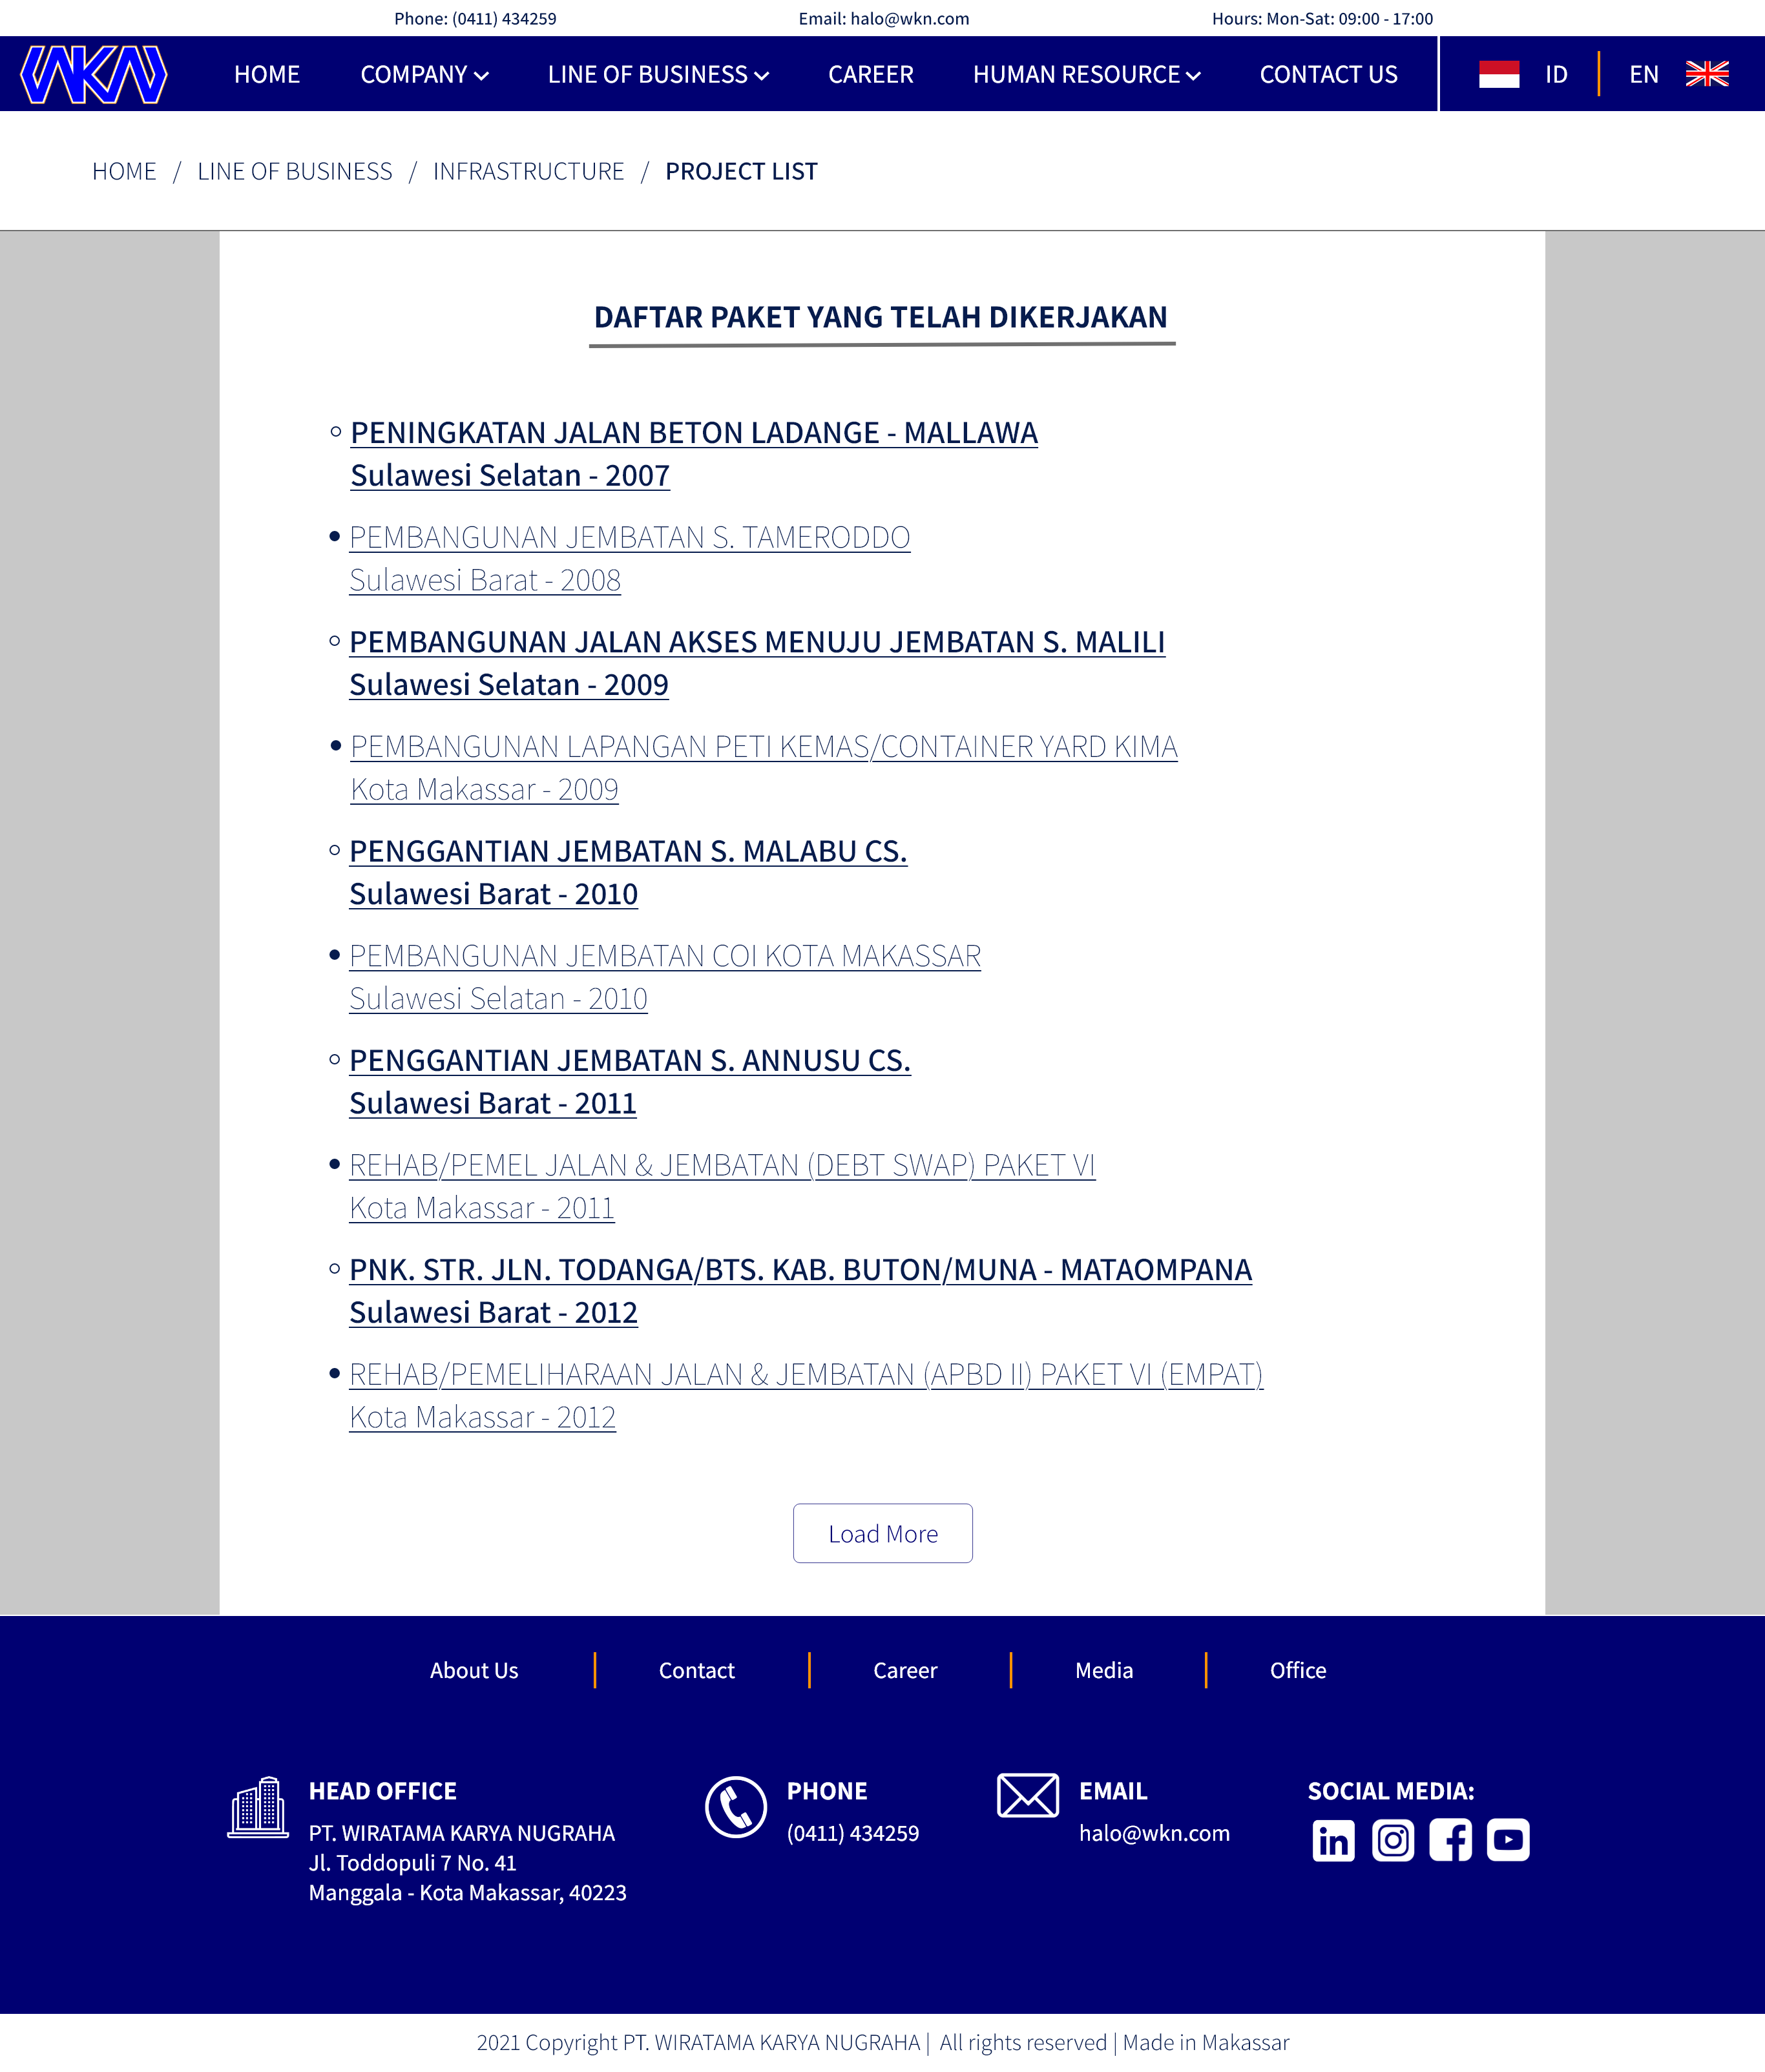 Phone: (0411) 434259
Email: halo@wkn.com
Hours: Mon-Sat: 09:00 - 17:00
WKN
HOME
COMPANY
LINE OF BUSINESS
CAREER
HUMAN RESOURCE
CONTACT US
ID
EN
HOME / LINE OF BUSINESS / INFRASTRUCTURE / PROJECT LIST
DAFTAR PAKET YANG TELAH DIKERJAKAN
PENINGKATAN JALAN BETON LADANGE - MALLAWA
Sulawesi Selatan - 2007
PEMBANGUNAN JEMBATAN S. TAMERODDO
Sulawesi Barat - 2008
PEMBANGUNAN JALAN AKSES MENUJU JEMBATAN S. MALILI
Sulawesi Selatan - 2009
PEMBANGUNAN LAPANGAN PETI KEMAS/CONTAINER YARD KIMA
Kota Makassar - 2009
PENGGANTIAN JEMBATAN S. MALABU CS.
Sulawesi Barat - 2010
PEMBANGUNAN JEMBATAN COI KOTA MAKASSAR
Sulawesi Selatan - 2010
PENGGANTIAN JEMBATAN S. ANNUSU CS.
Sulawesi Barat - 2011
REHAB/PEMEL JALAN & JEMBATAN (DEBT SWAP) PAKET VI
Kota Makassar - 2011
PNK. STR. JLN. TODANGA/BTS. KAB. BUTON/MUNA - MATAOMPANA
Sulawesi Barat - 2012
REHAB/PEMELIHARAAN JALAN & JEMBATAN (APBD II) PAKET VI (EMPAT)
Kota Makassar - 2012
Load More
About Us
Contact
Career
Media
Office
HEAD OFFICE
PT. WIRATAMA KARYA NUGRAHA
Jl. Toddopuli 7 No. 41
Manggala - Kota Makassar, 40223
PHONE
(0411) 434259
EMAIL
halo@wkn.com
SOCIAL MEDIA:
in
2021 Copyright PT. WIRATAMA KARYA NUGRAHA | All rights reserved | Made in Makassar